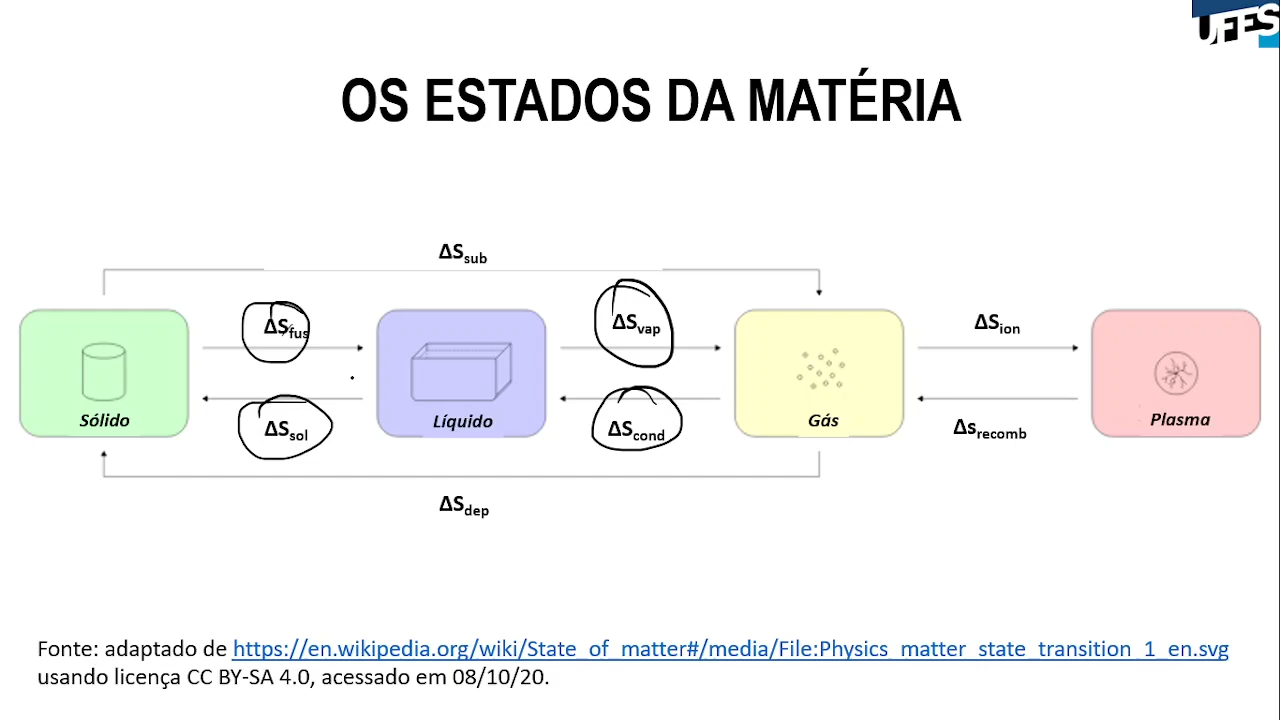 UFES
OS ESTADOS DA MATÉRIA
ΔSsub
ΔSfus
ΔSvap
ΔSion
Sólido
Líquido
Gás
Plasma
ΔSsol
ΔScond
Δsrecomb
ΔSdep
Fonte: adaptado de https://en.wikipedia.org/wiki/State_of_matter#/media/File:Physics_matter_state_transition_1_en.svg
usando licença CC BY-SA 4.0, acessado em 08/10/20.